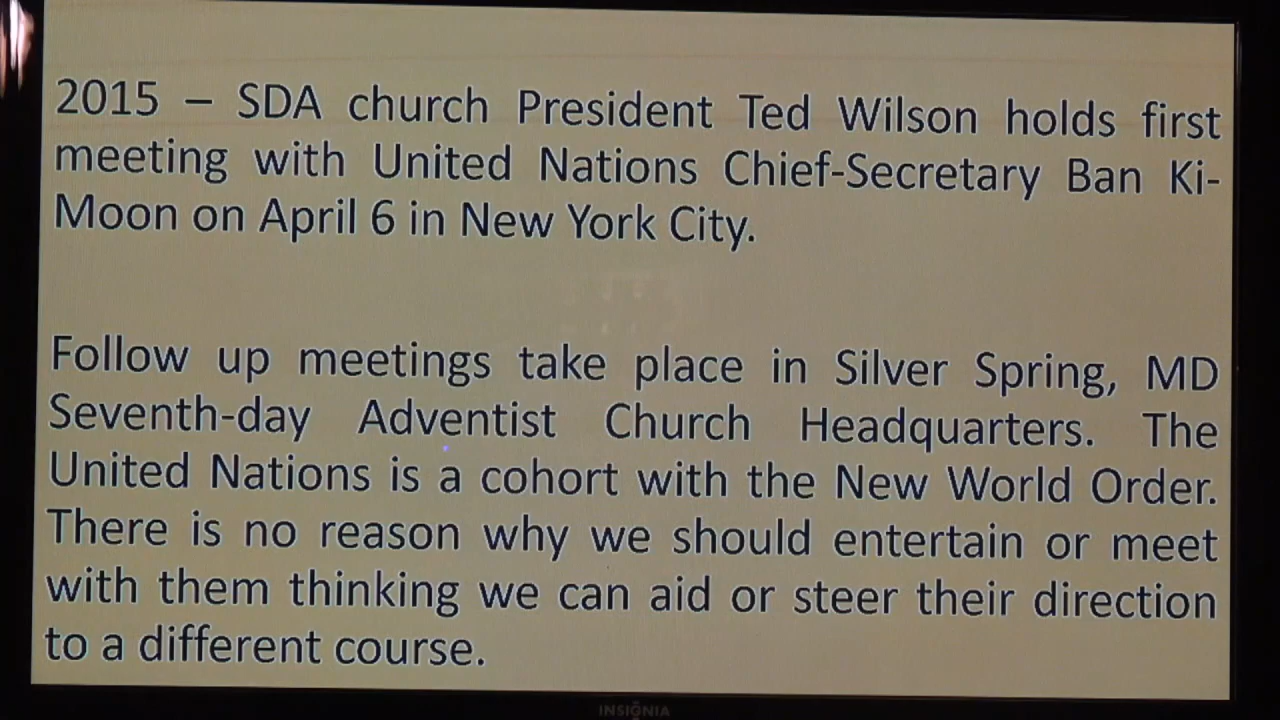 2015 – SDA church President Ted Wilson holds first
meeting with United Nations Chief-Secretary Ban Ki-
Moon on April 6 in New York City.
Follow up meetings take place in Silver Spring, MD
Seventh-day Adventist Church Headquarters. The
United Nations is a cohort with the New World Order.
There is no reason why we should entertain or meet
with them thinking we can aid or steer their direction
to a different course.
INSIGNIA